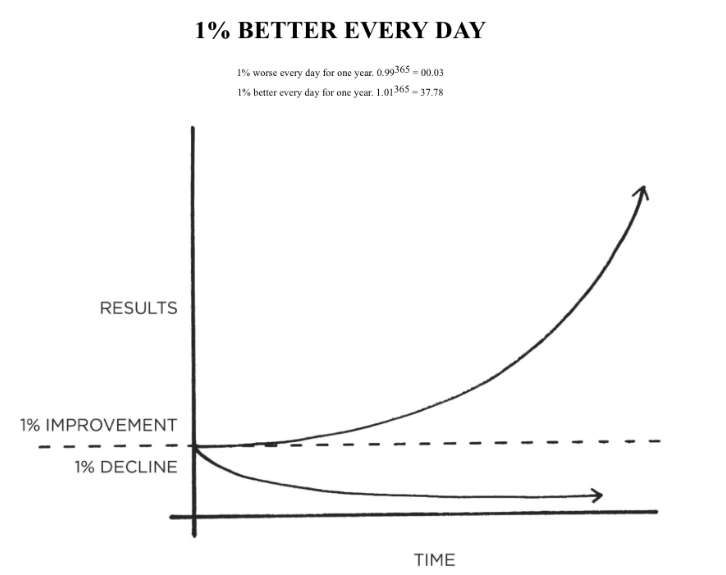 1% BETTER EVERY DAY
1% worse every day for one year. 0.99³⁶⁵ = 00.03
1% better every day for one year. 1.01³⁶⁵ = 37.78
RESULTS
1% IMPROVEMENT
1% DECLINE
TIME